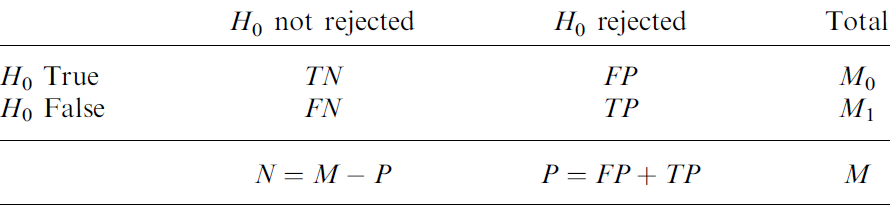 H₀ not rejected H₀ rejected Total
H₀ True TN FP M₀
H₀ False FN TP M₁
N = M − P P = FP + TP M